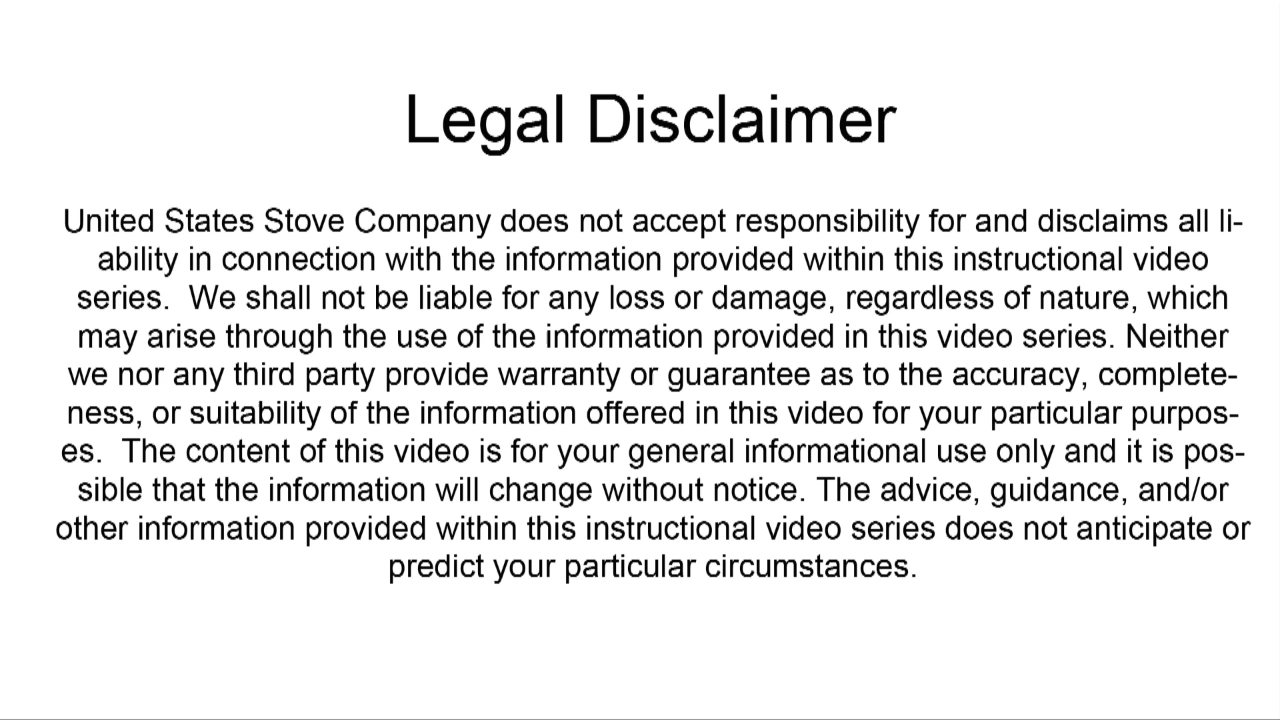 Legal Disclaimer
United States Stove Company does not accept responsibility for and disclaims all li-
ability in connection with the information provided within this instructional video
series.  We shall not be liable for any loss or damage, regardless of nature, which
may arise through the use of the information provided in this video series. Neither
we nor any third party provide warranty or guarantee as to the accuracy, complete-
ness, or suitability of the information offered in this video for your particular purpos-
es.  The content of this video is for your general informational use only and it is pos-
sible that the information will change without notice. The advice, guidance, and/or
other information provided within this instructional video series does not anticipate or
predict your particular circumstances.